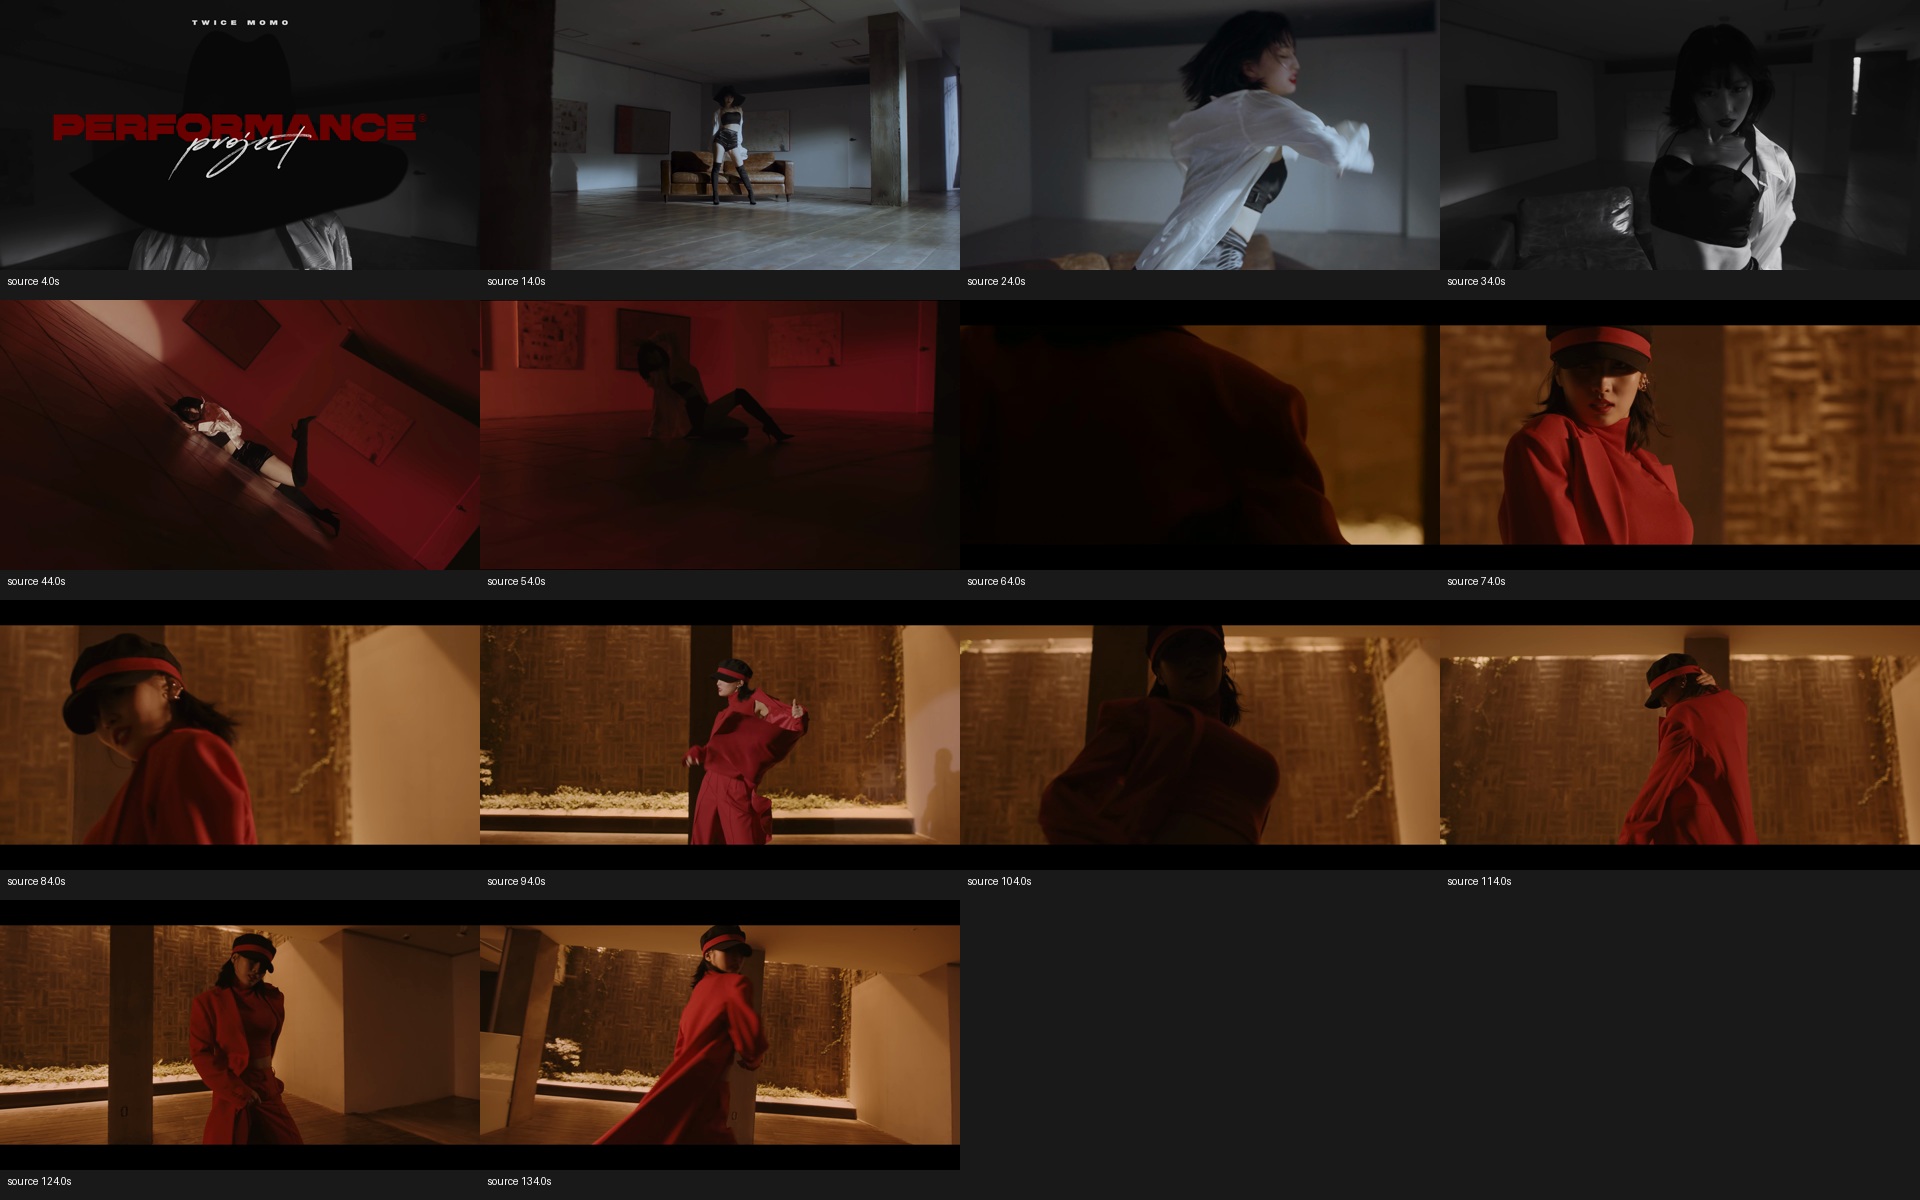 TWICE MOMO
PERFORMANCE
project
source 4.0s
source 14.0s
source 24.0s
source 34.0s
source 44.0s
source 54.0s
source 64.0s
source 74.0s
source 84.0s
source 94.0s
source 104.0s
source 114.0s
source 124.0s
source 134.0s